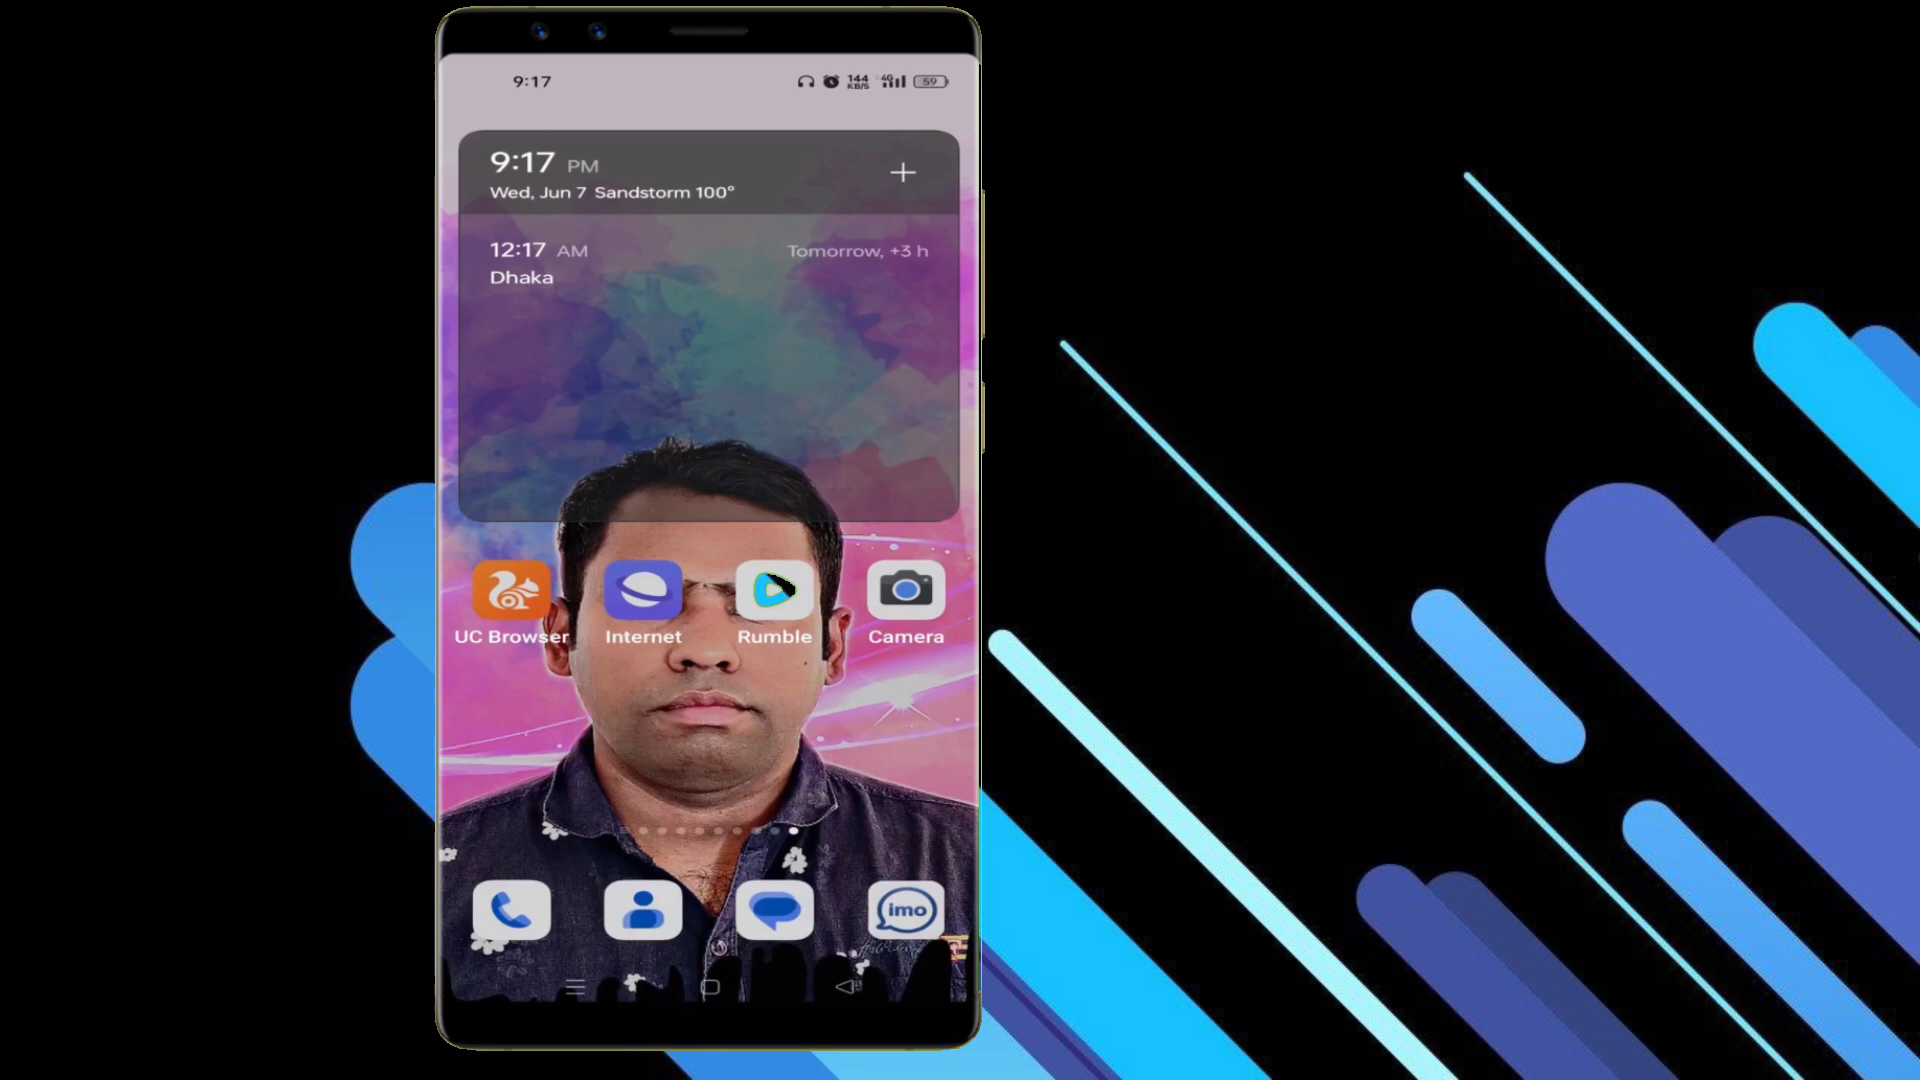 9:17
144
KB/S
4G
59
9:17 PM
Wed, Jun 7 Sandstorm 100°
12:17 AM
Tomorrow, +3 h
Dhaka
UC Browser
Internet
Rumble
Camera
imo